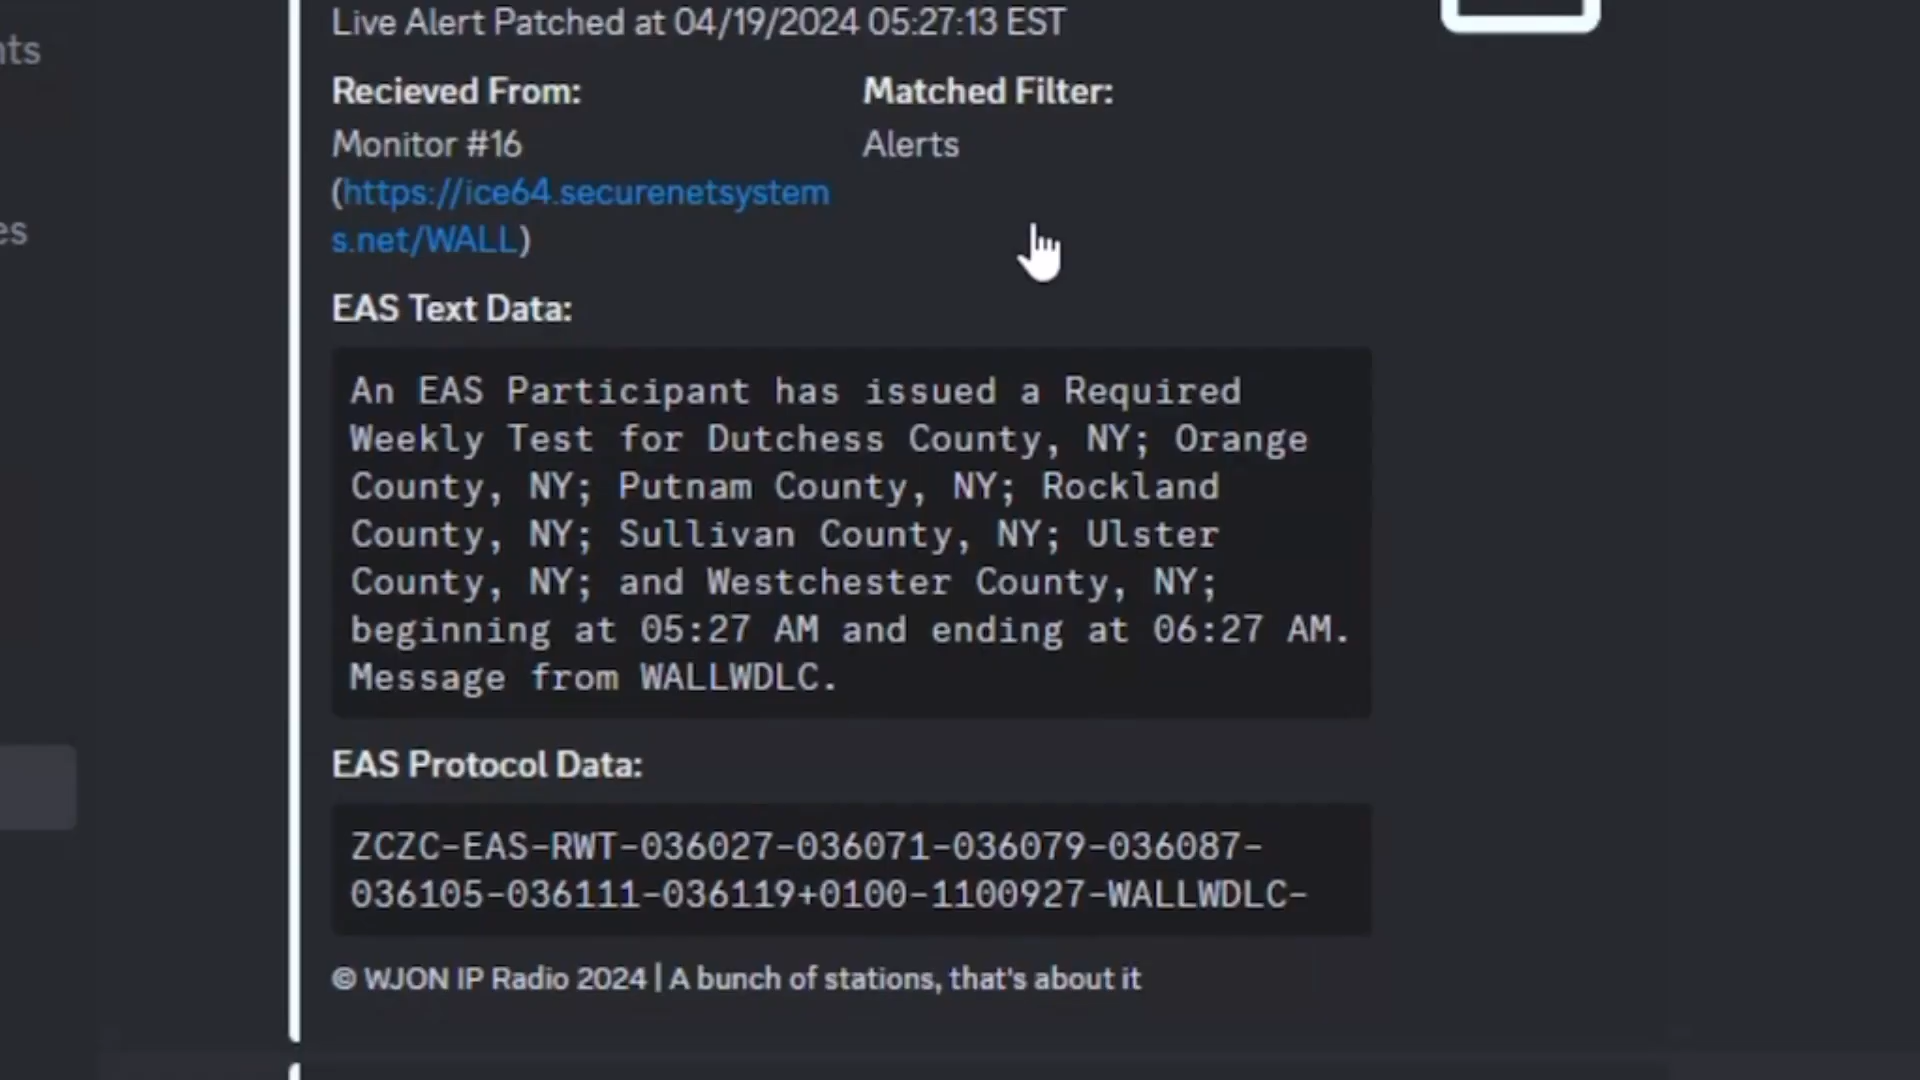 nts
es
Live Alert Patched at 04/19/2024 05:27:13 EST
Recieved From:
Monitor #16
(https://ice64.securenetsystem
s.net/WALL)
Matched Filter:
Alerts
EAS Text Data:
An EAS Participant has issued a Required
Weekly Test for Dutchess County, NY; Orange
County, NY; Putnam County, NY; Rockland
County, NY; Sullivan County, NY; Ulster
County, NY; and Westchester County, NY;
beginning at 05:27 AM and ending at 06:27 AM.
Message from WALLWDLC.
EAS Protocol Data:
ZCZC-EAS-RWT-036027-036071-036079-036087-
036105-036111-036119+0100-1100927-WALLWDLC-
© WJON IP Radio 2024 | A bunch of stations, that's about it